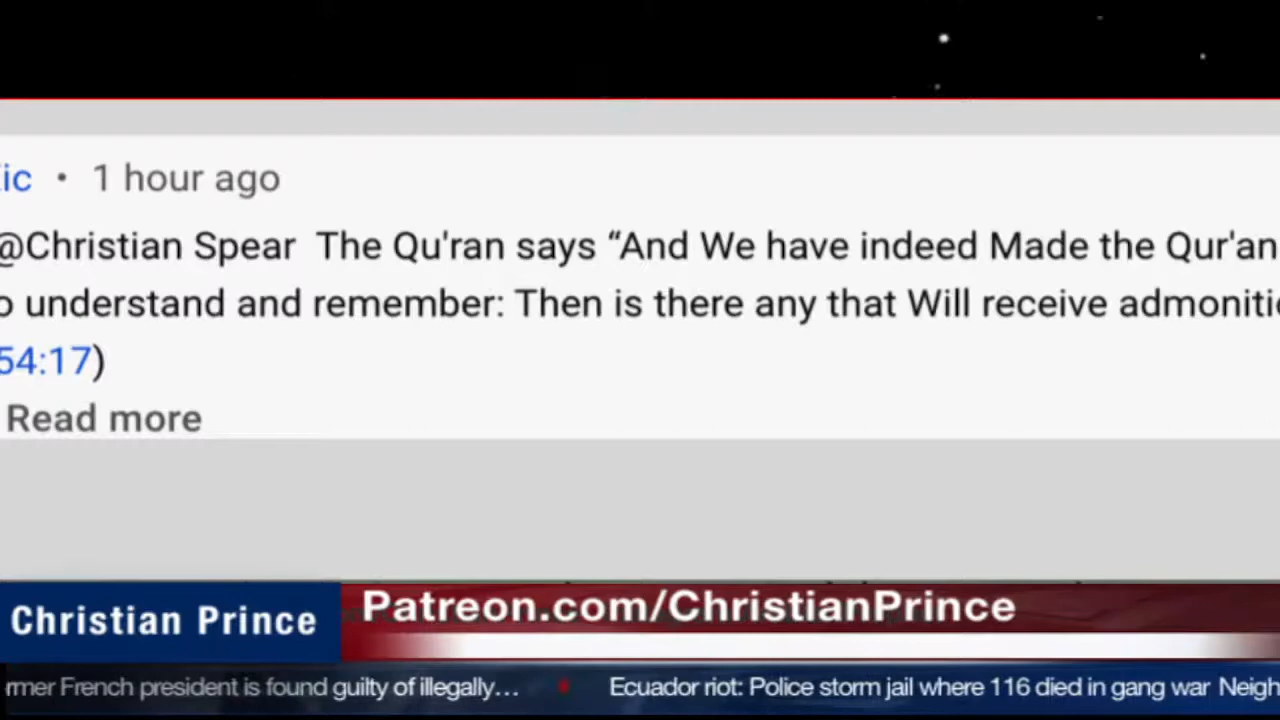 ic • 1 hour ago
@Christian Spear The Qu'ran says “And We have indeed Made the Qur'an
o understand and remember: Then is there any that Will receive admonitio
54:17)
Read more
Christian Prince
Patreon.com/ChristianPrince
rmer French president is found guilty of illegally… Ecuador riot: Police storm jail where 116 died in gang war Neigh